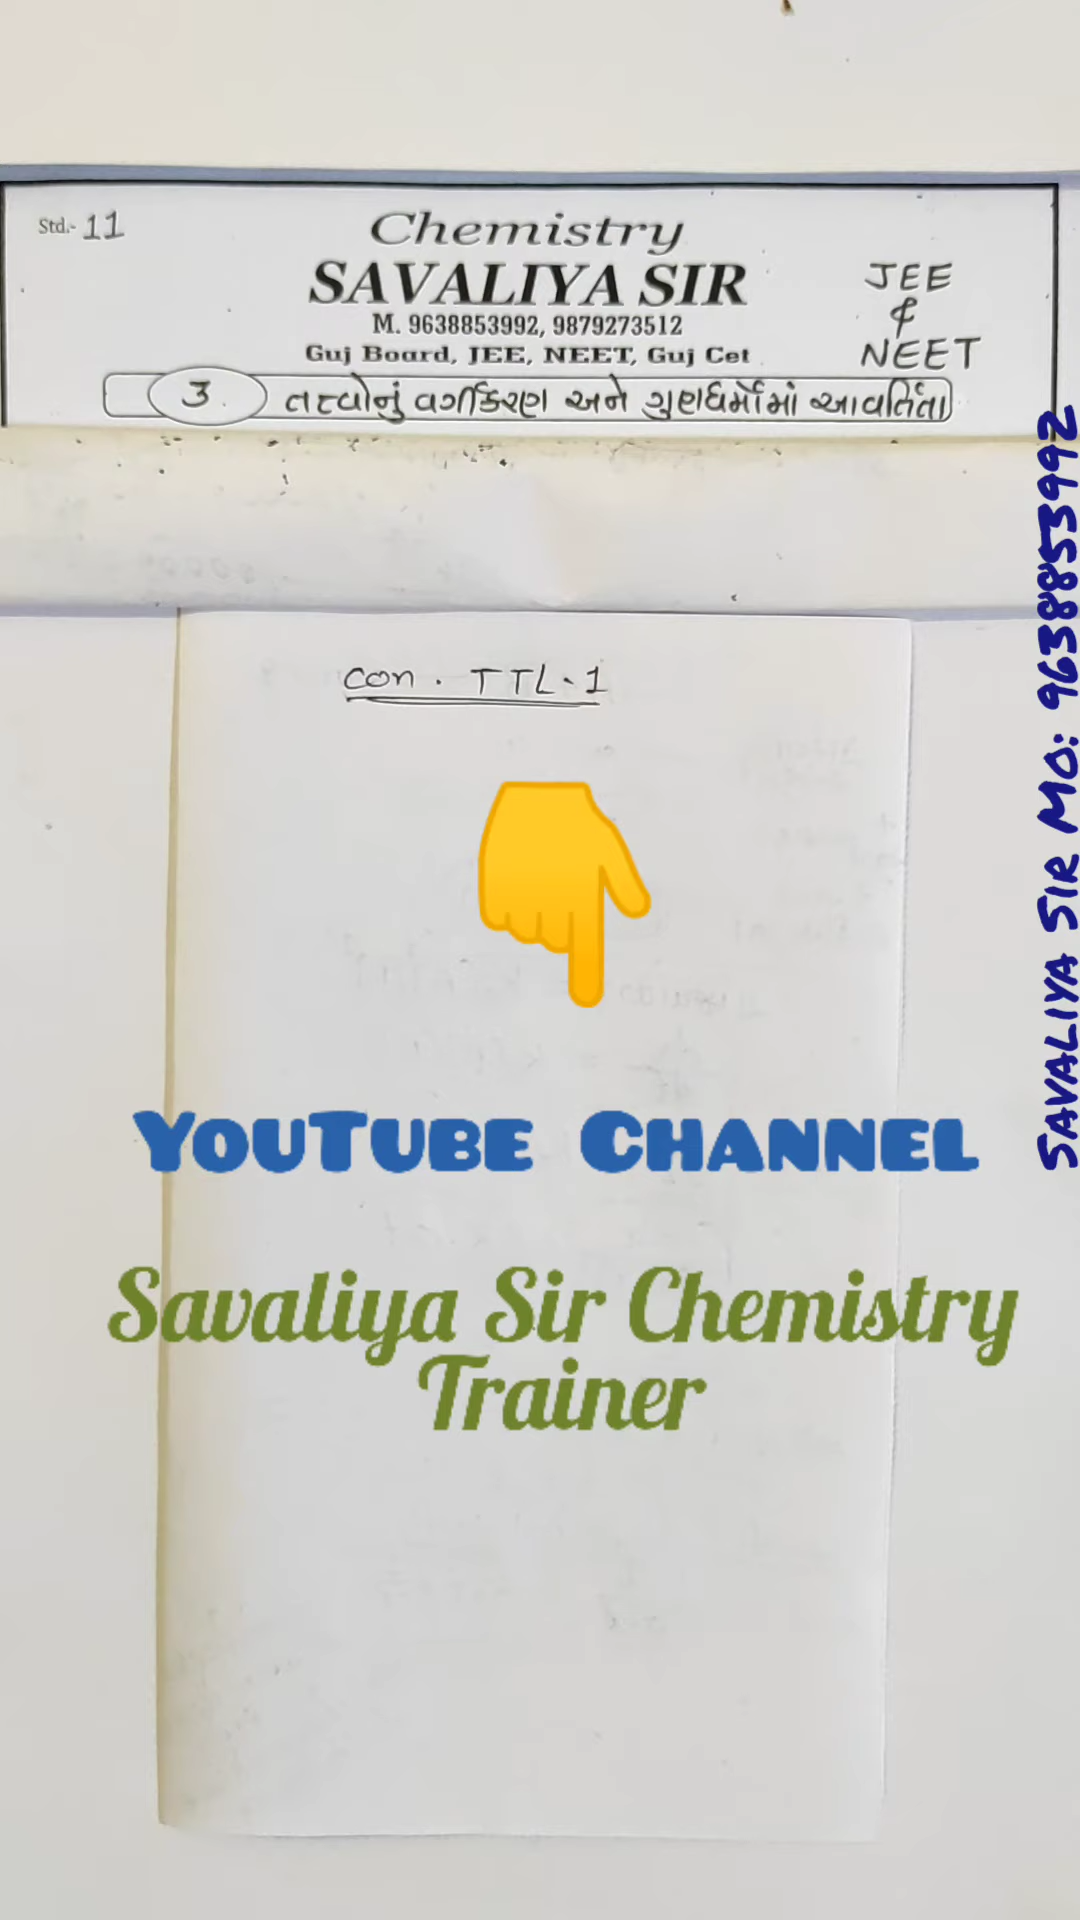 Std.- 11
Chemistry
SAVALIYA SIR
M. 9638853992, 9879273512
Guj Board, JEE, NEET, Guj Cet
JEE
&
NEET
3. તત્વોનું વર્ગીકરણ અને ગુણધર્મોમાં આવર્તિતા
con. TTL-1
YOUTUBE CHANNEL
Savaliya Sir Chemistry
Trainer
SAVALIYA SIR MO: 9638853992